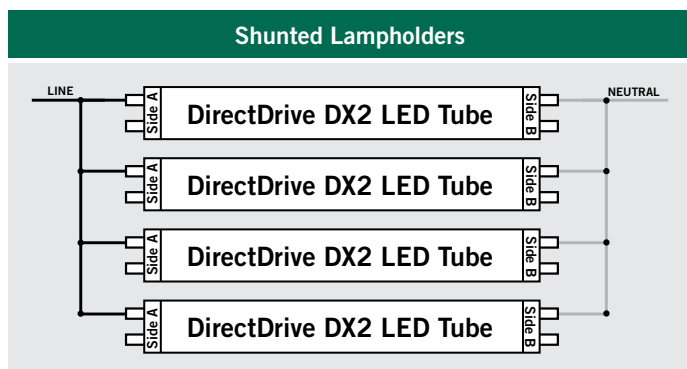 Shunted Lampholders
LINE
NEUTRAL
Side A
DirectDrive DX2 LED Tube
Side B
Side A
DirectDrive DX2 LED Tube
Side B
Side A
DirectDrive DX2 LED Tube
Side B
Side A
DirectDrive DX2 LED Tube
Side B